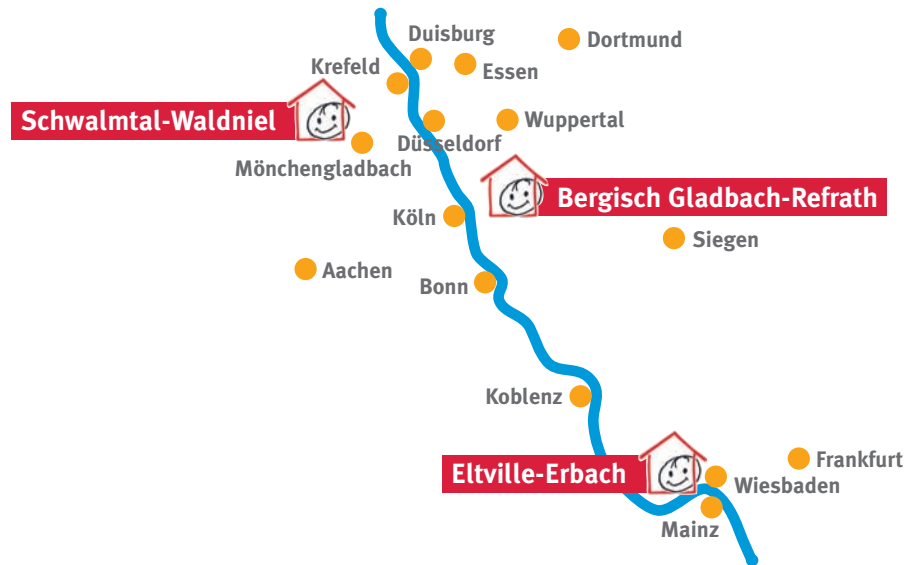 Duisburg
Dortmund
Krefeld
Essen
Schwalmtal-Waldniel
Wuppertal
Düsseldorf
Mönchengladbach
Bergisch Gladbach-Refrath
Köln
Siegen
Aachen
Bonn
Koblenz
Frankfurt
Eltville-Erbach
Wiesbaden
Mainz